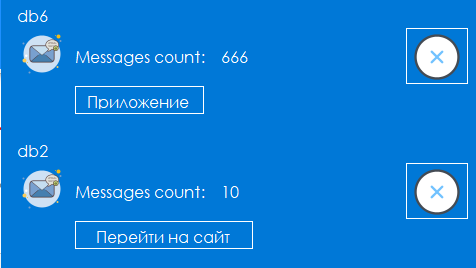 db6
Messages count: 666
Приложение
db2
Messages count: 10
Перейти на сайт